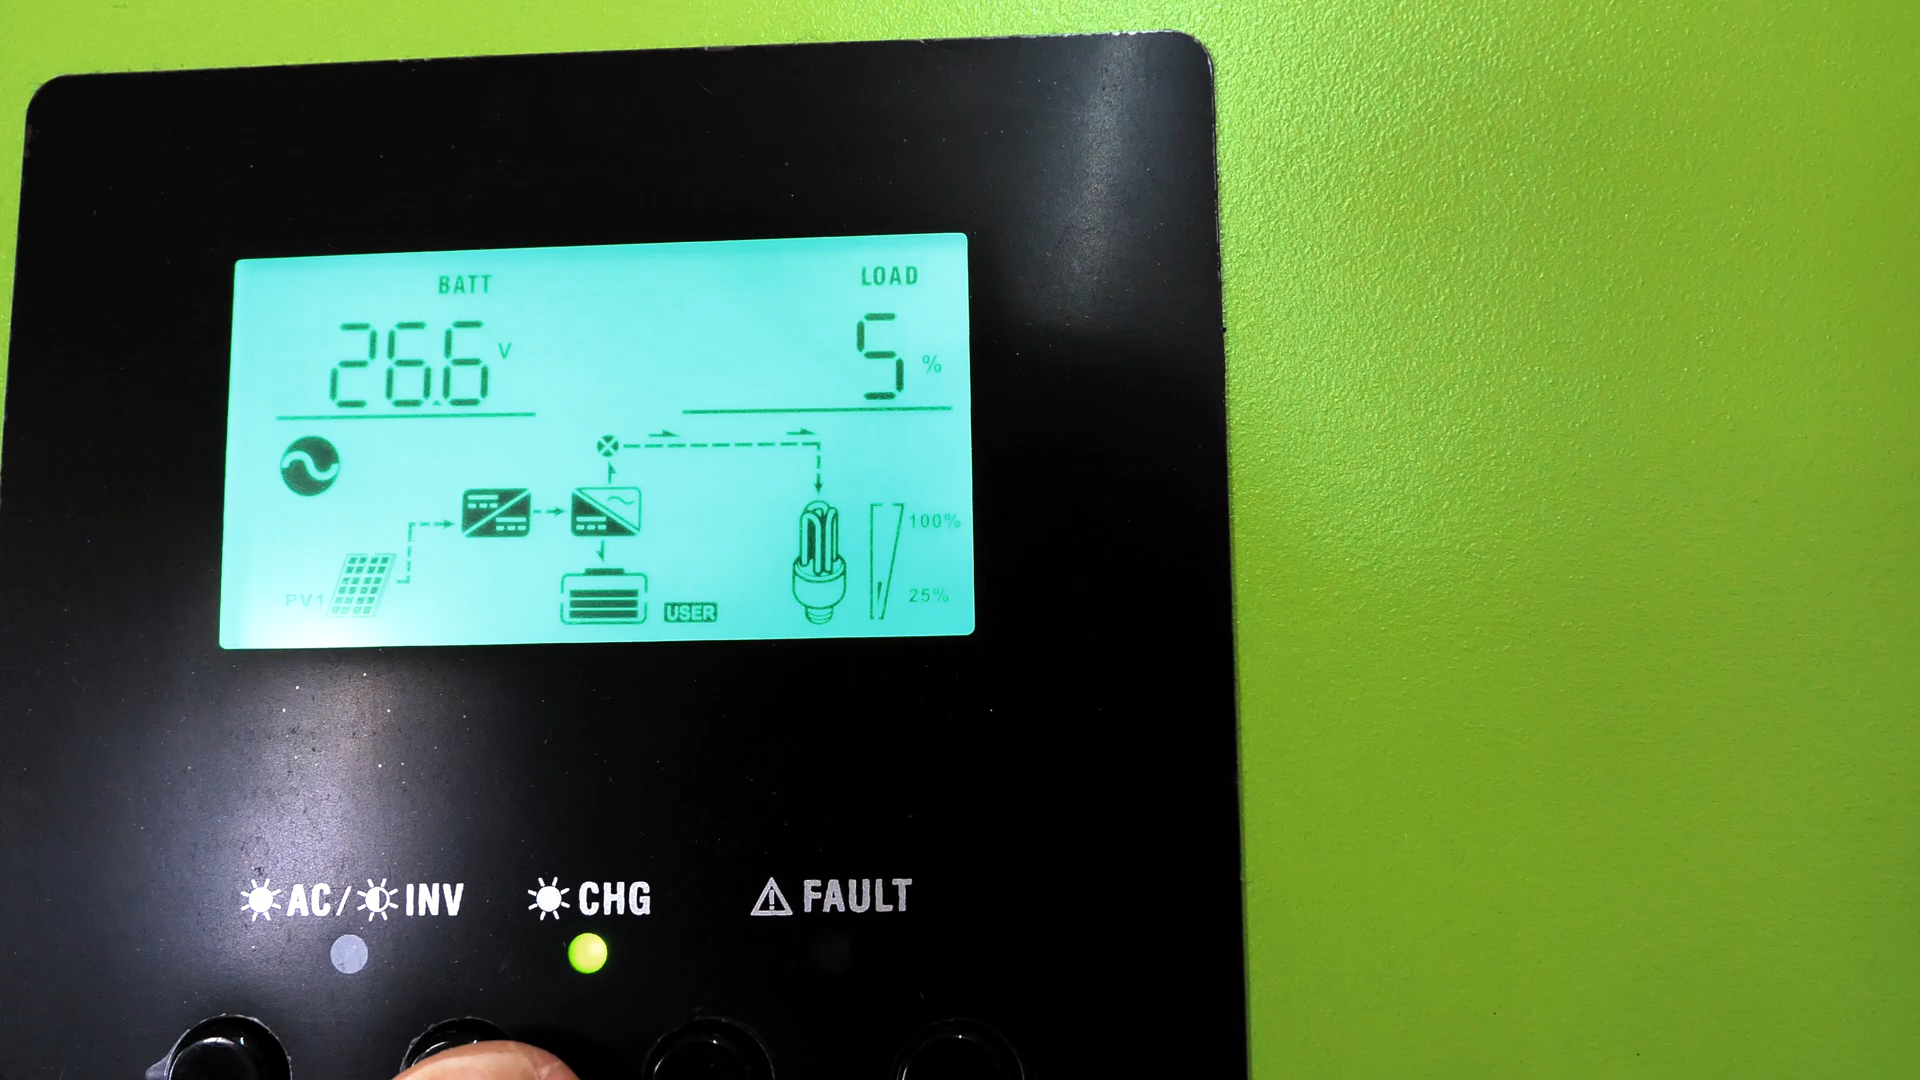 BATT LOAD
26.6 V 5 %
100%
PV1 USER 25%
AC/ INV CHG FAULT